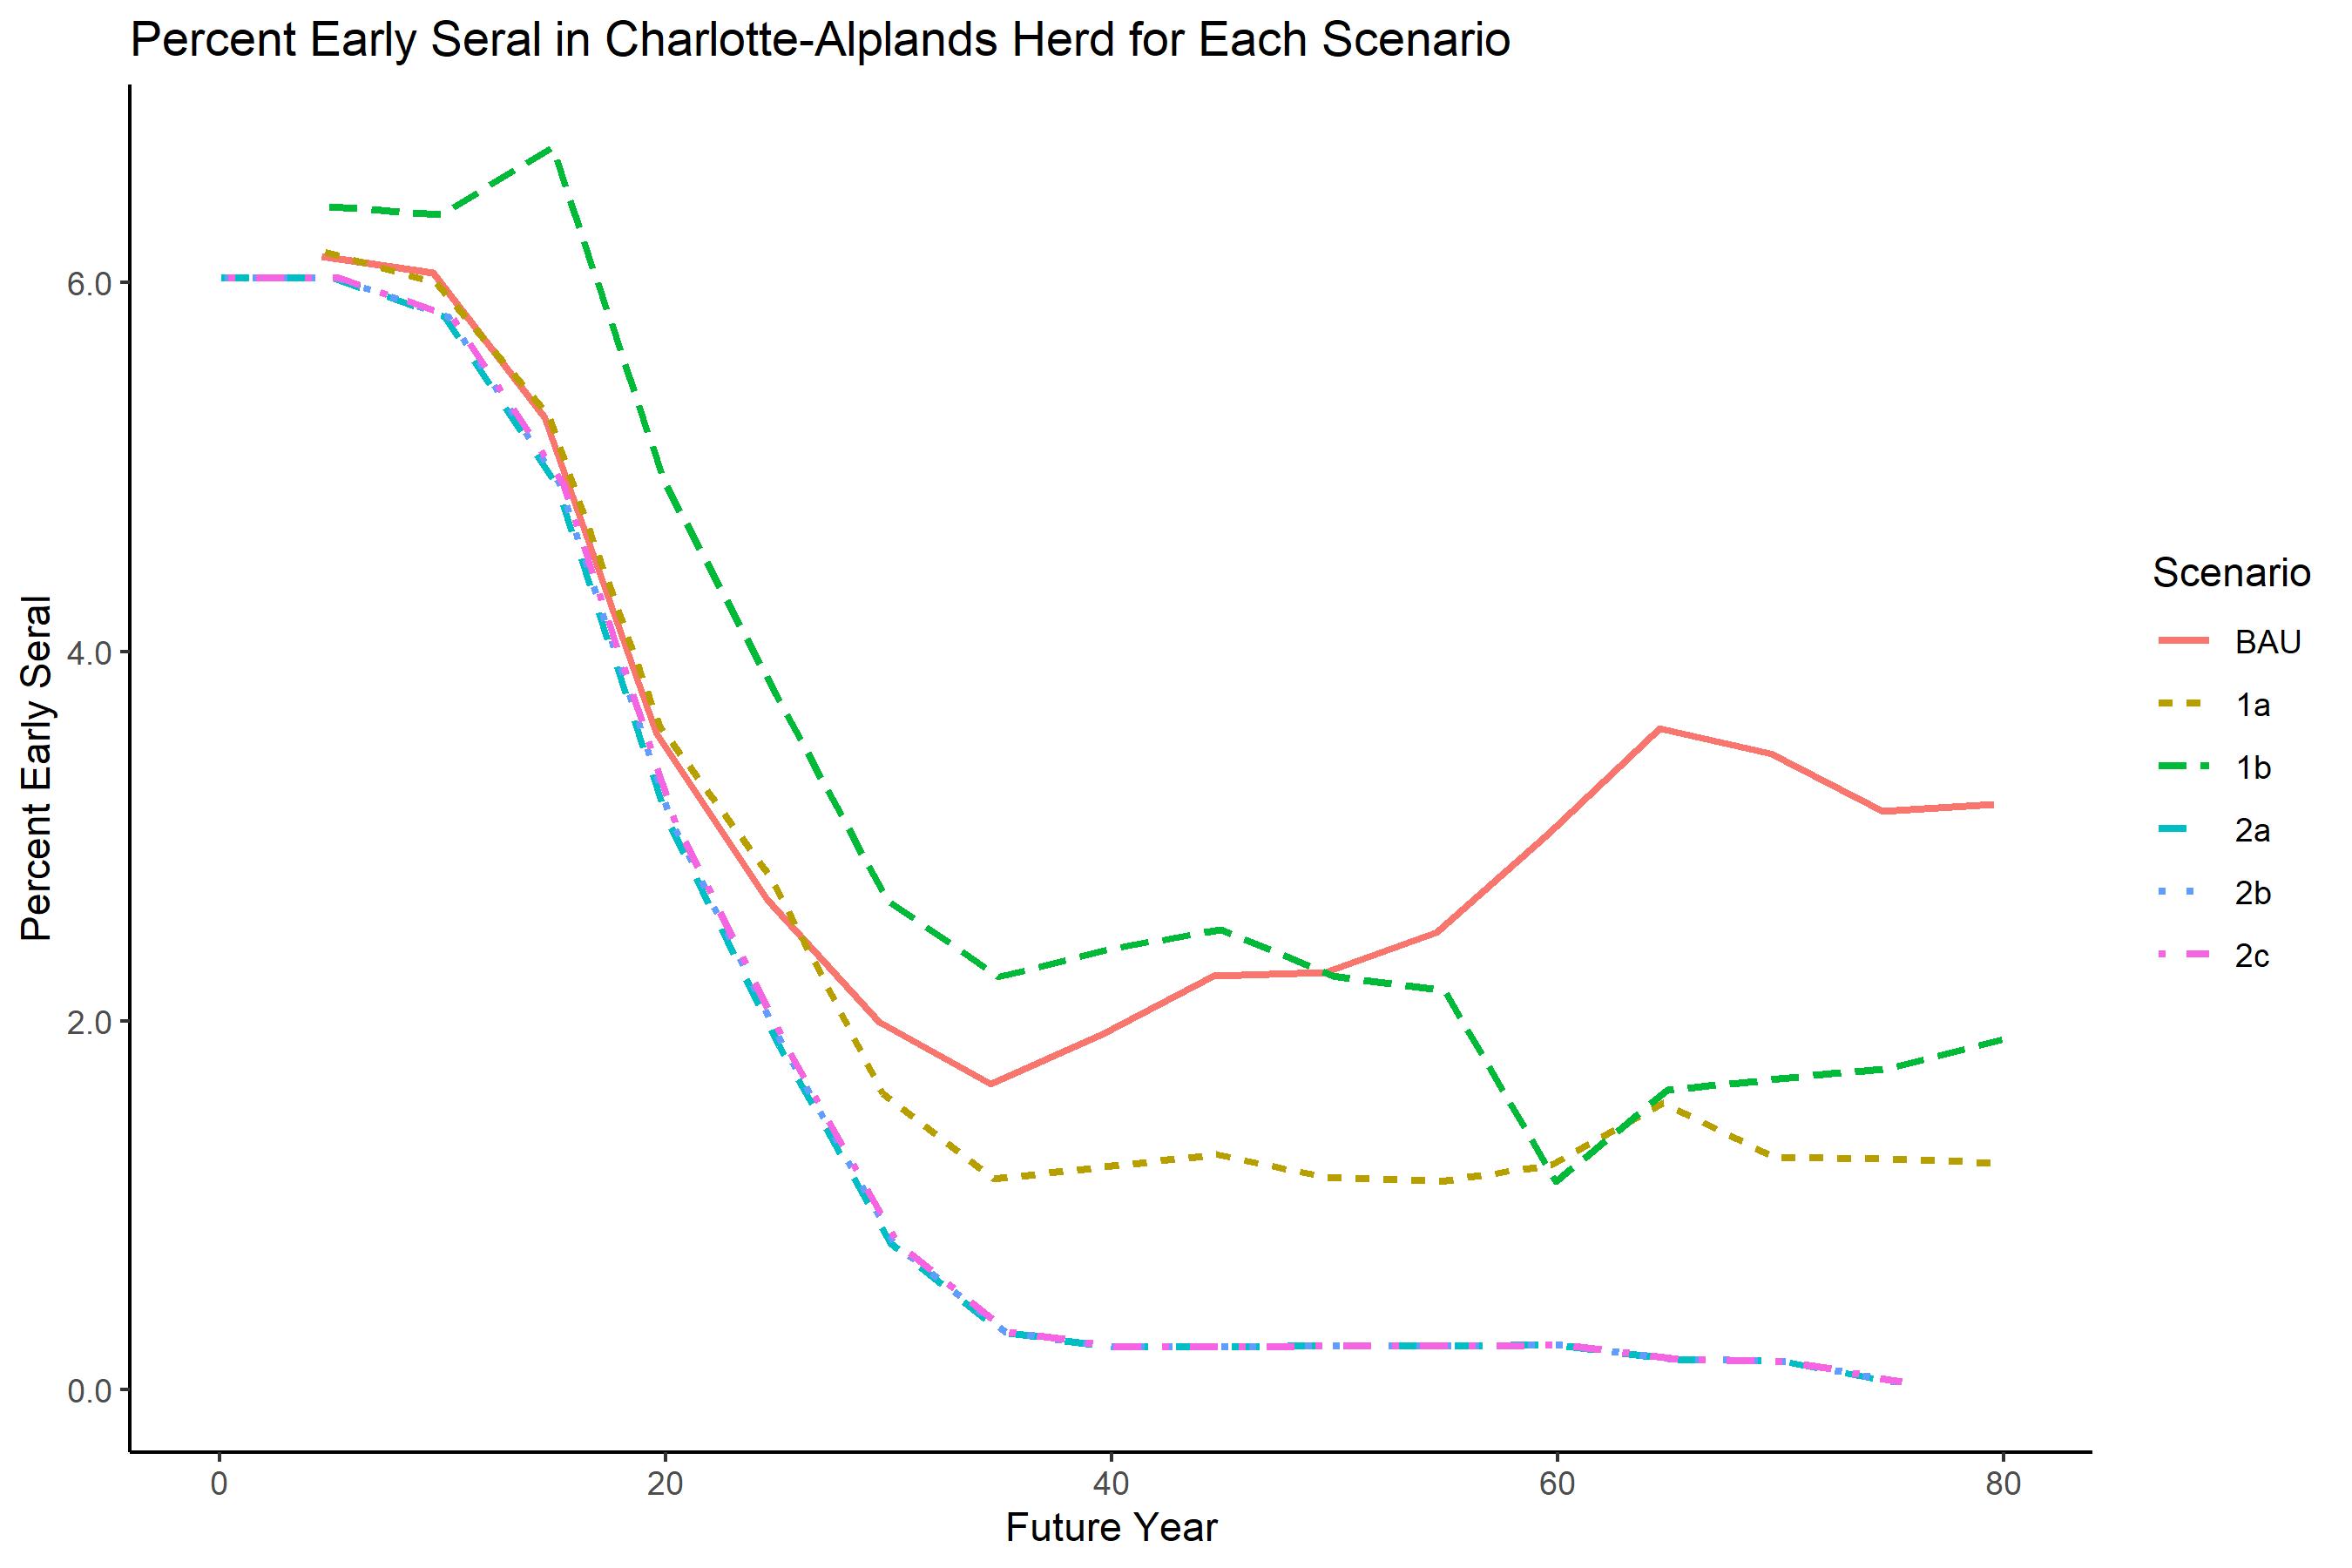 Percent Early Seral in Charlotte-Alplands Herd for Each Scenario
Percent Early Seral
6.0
4.0
2.0
0.0
0 20 40 60 80
Future Year
Scenario
BAU
1a
1b
2a
2b
2c